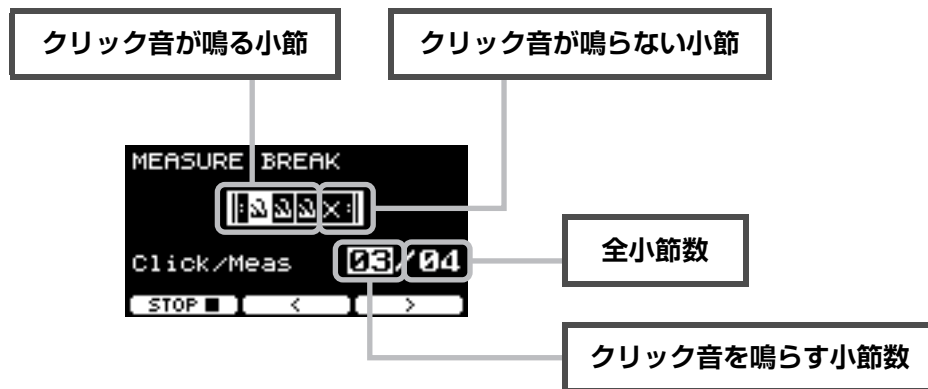 クリック音が鳴る小節
クリック音が鳴らない小節
MEASURE BREAK
Click/Meas 03/04
全小節数
STOP ■ < >
クリック音を鳴らす小節数